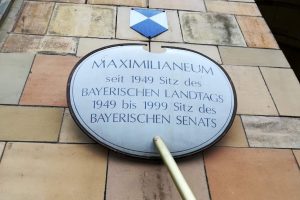 MAXIMILIANEUM
seit 1949 Sitz des
BAYERISCHEN LANDTAGS
1949 bis 1999 Sitz des
BAYERISCHEN SENATS